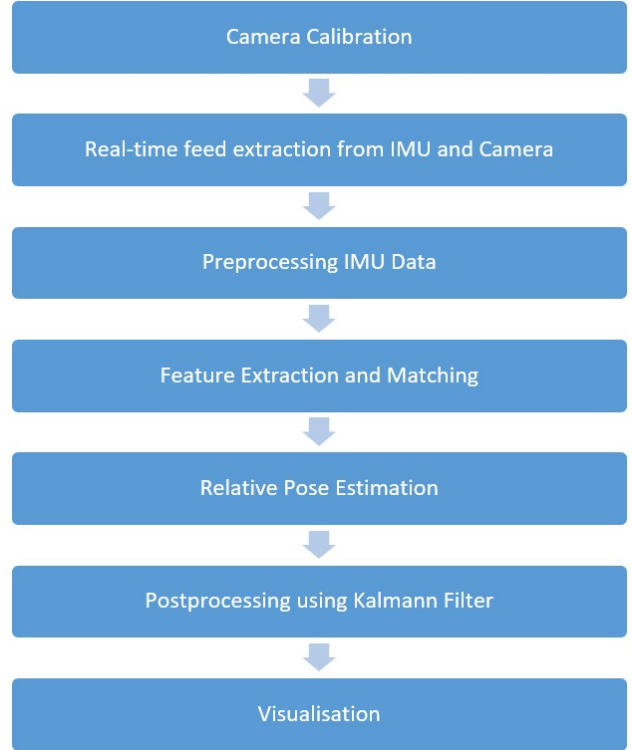 Camera Calibration
Real-time feed extraction from IMU and Camera
Preprocessing IMU Data
Feature Extraction and Matching
Relative Pose Estimation
Postprocessing using Kalmann Filter
Visualisation